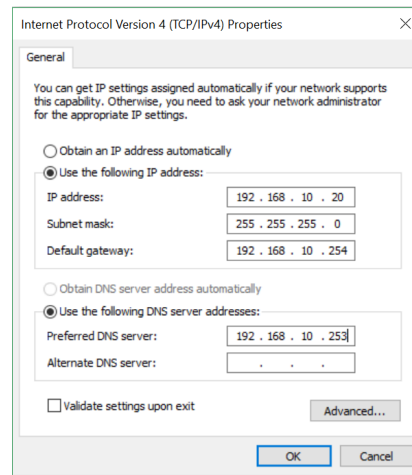 Internet Protocol Version 4 (TCP/IPv4) Properties
General
You can get IP settings assigned automatically if your network supports
this capability. Otherwise, you need to ask your network administrator
for the appropriate IP settings.
Obtain an IP address automatically
Use the following IP address:
IP address: 192 . 168 . 10 . 20
Subnet mask: 255 . 255 . 255 . 0
Default gateway: 192 . 168 . 10 . 254
Obtain DNS server address automatically
Use the following DNS server addresses:
Preferred DNS server: 192 . 168 . 10 . 253
Alternate DNS server: . . .
Validate settings upon exit
Advanced...
OK Cancel